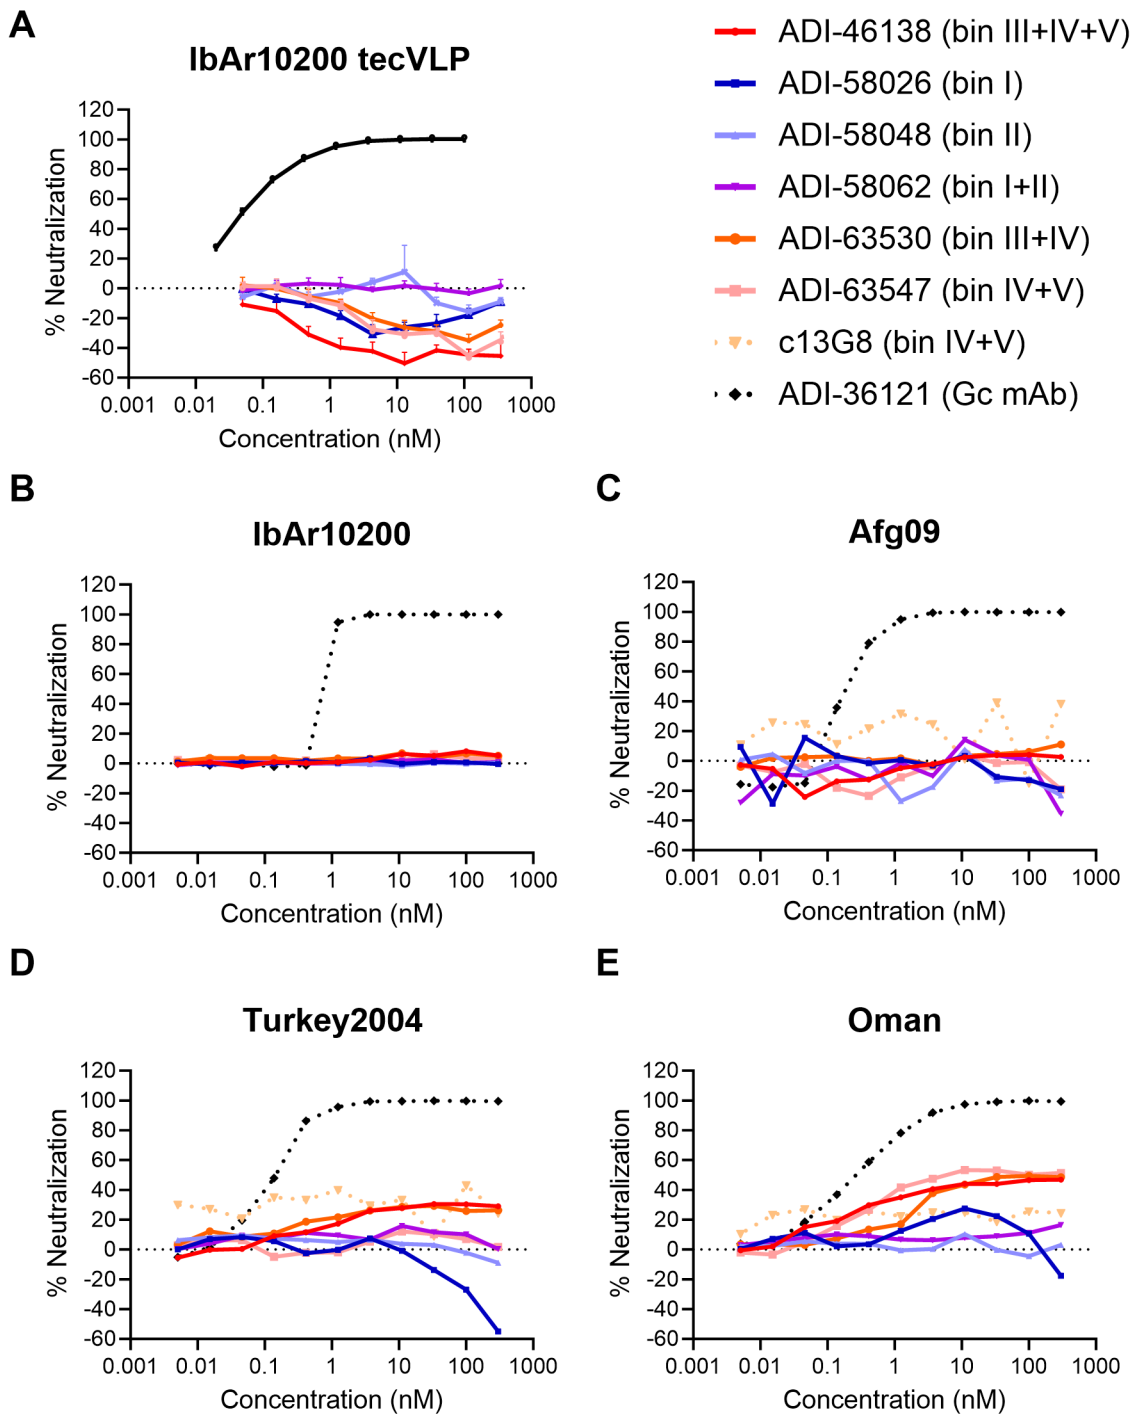 A
IbAr10200 tecVLP
120
100
80
60
40
20
0
-20
-40
-60
% Neutralization
0.001 0.01 0.1 1 10 100 1000
Concentration (nM)
ADI-46138 (bin III+IV+V)
ADI-58026 (bin I)
ADI-58048 (bin II)
ADI-58062 (bin I+II)
ADI-63530 (bin III+IV)
ADI-63547 (bin IV+V)
c13G8 (bin IV+V)
ADI-36121 (Gc mAb)
B
IbAr10200
120
100
80
60
40
20
0
-20
-40
-60
% Neutralization
0.001 0.01 0.1 1 10 100 1000
Concentration (nM)
C
Afg09
120
100
80
60
40
20
0
-20
-40
-60
% Neutralization
0.001 0.01 0.1 1 10 100 1000
Concentration (nM)
D
Turkey2004
120
100
80
60
40
20
0
-20
-40
-60
% Neutralization
0.001 0.01 0.1 1 10 100 1000
Concentration (nM)
E
Oman
120
100
80
60
40
20
0
-20
-40
-60
% Neutralization
0.001 0.01 0.1 1 10 100 1000
Concentration (nM)